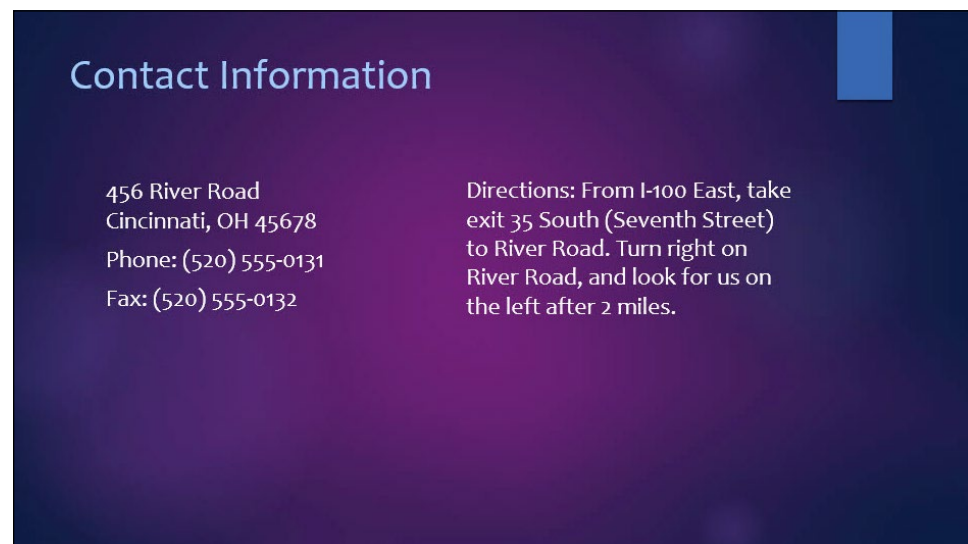 Contact Information
456 River Road
Cincinnati, OH 45678
Phone: (520) 555-0131
Fax: (520) 555-0132
Directions: From I-100 East, take
exit 35 South (Seventh Street)
to River Road. Turn right on
River Road, and look for us on
the left after 2 miles.